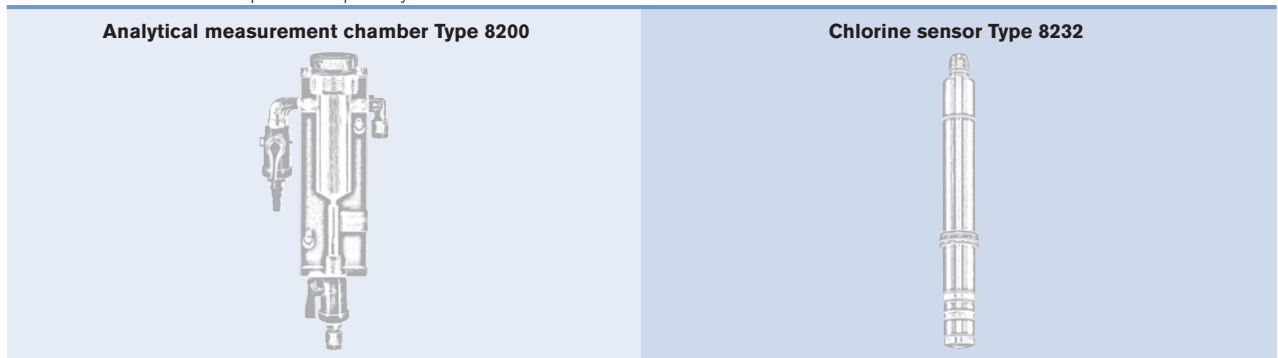 Analytical measurement chamber Type 8200
Chlorine sensor Type 8232